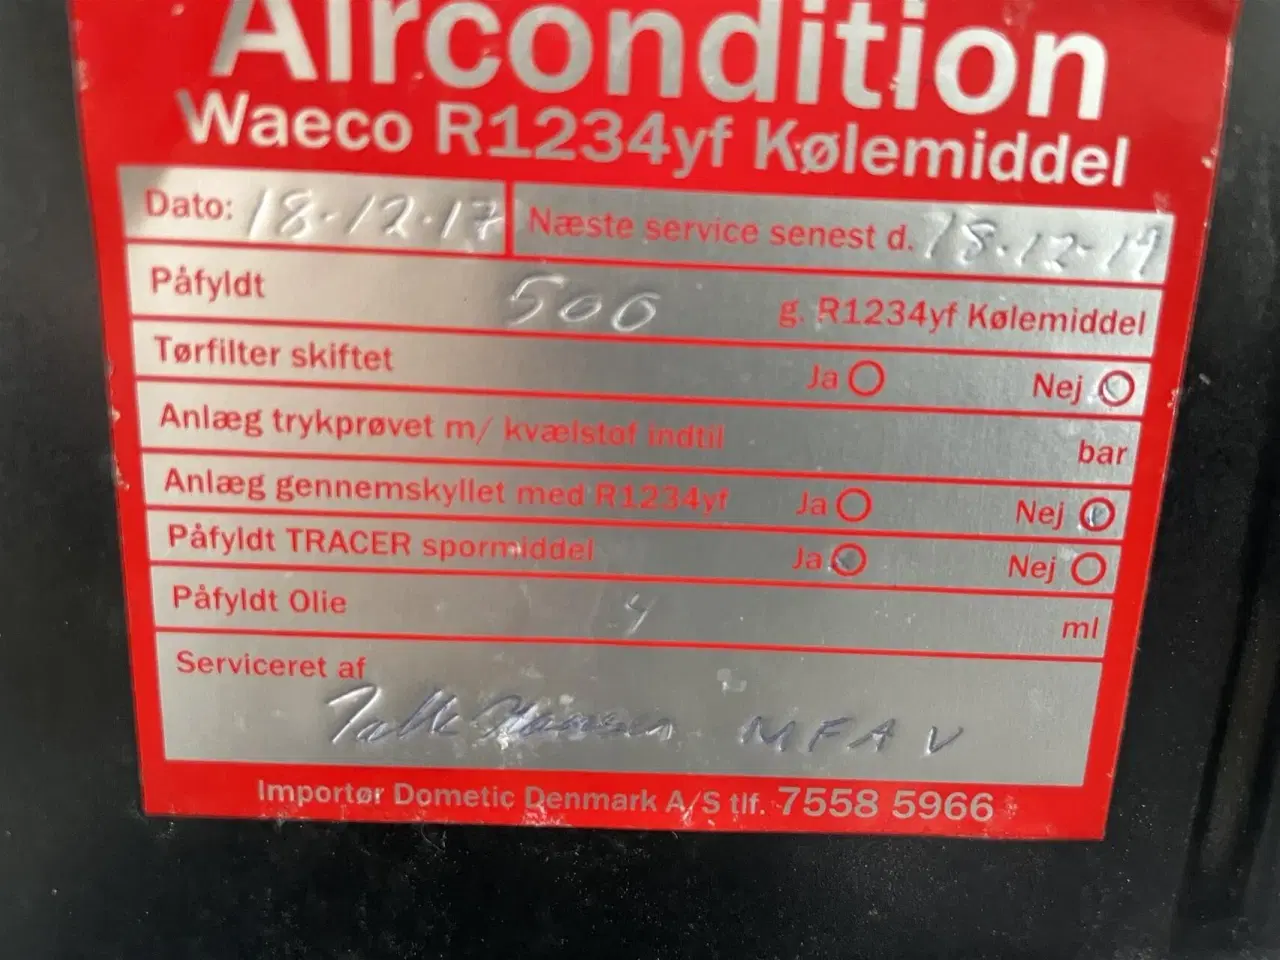 Aircondition
Waeco R1234yf Kølemiddel
Dato: 18-12-17 Næste service senest d. 18-12-19
Påfyldt 500 g. R1234yf Kølemiddel
Tørfilter skiftet Ja Nej
Anlæg trykprøvet m/ kvælstof indtil bar
Anlæg gennemskyllet med R1234yf Ja Nej
Påfyldt TRACER spormiddel Ja Nej
Påfyldt Olie 4 ml
Serviceret af
MFAV
Importør Dometic Denmark A/S tlf. 7558 5966